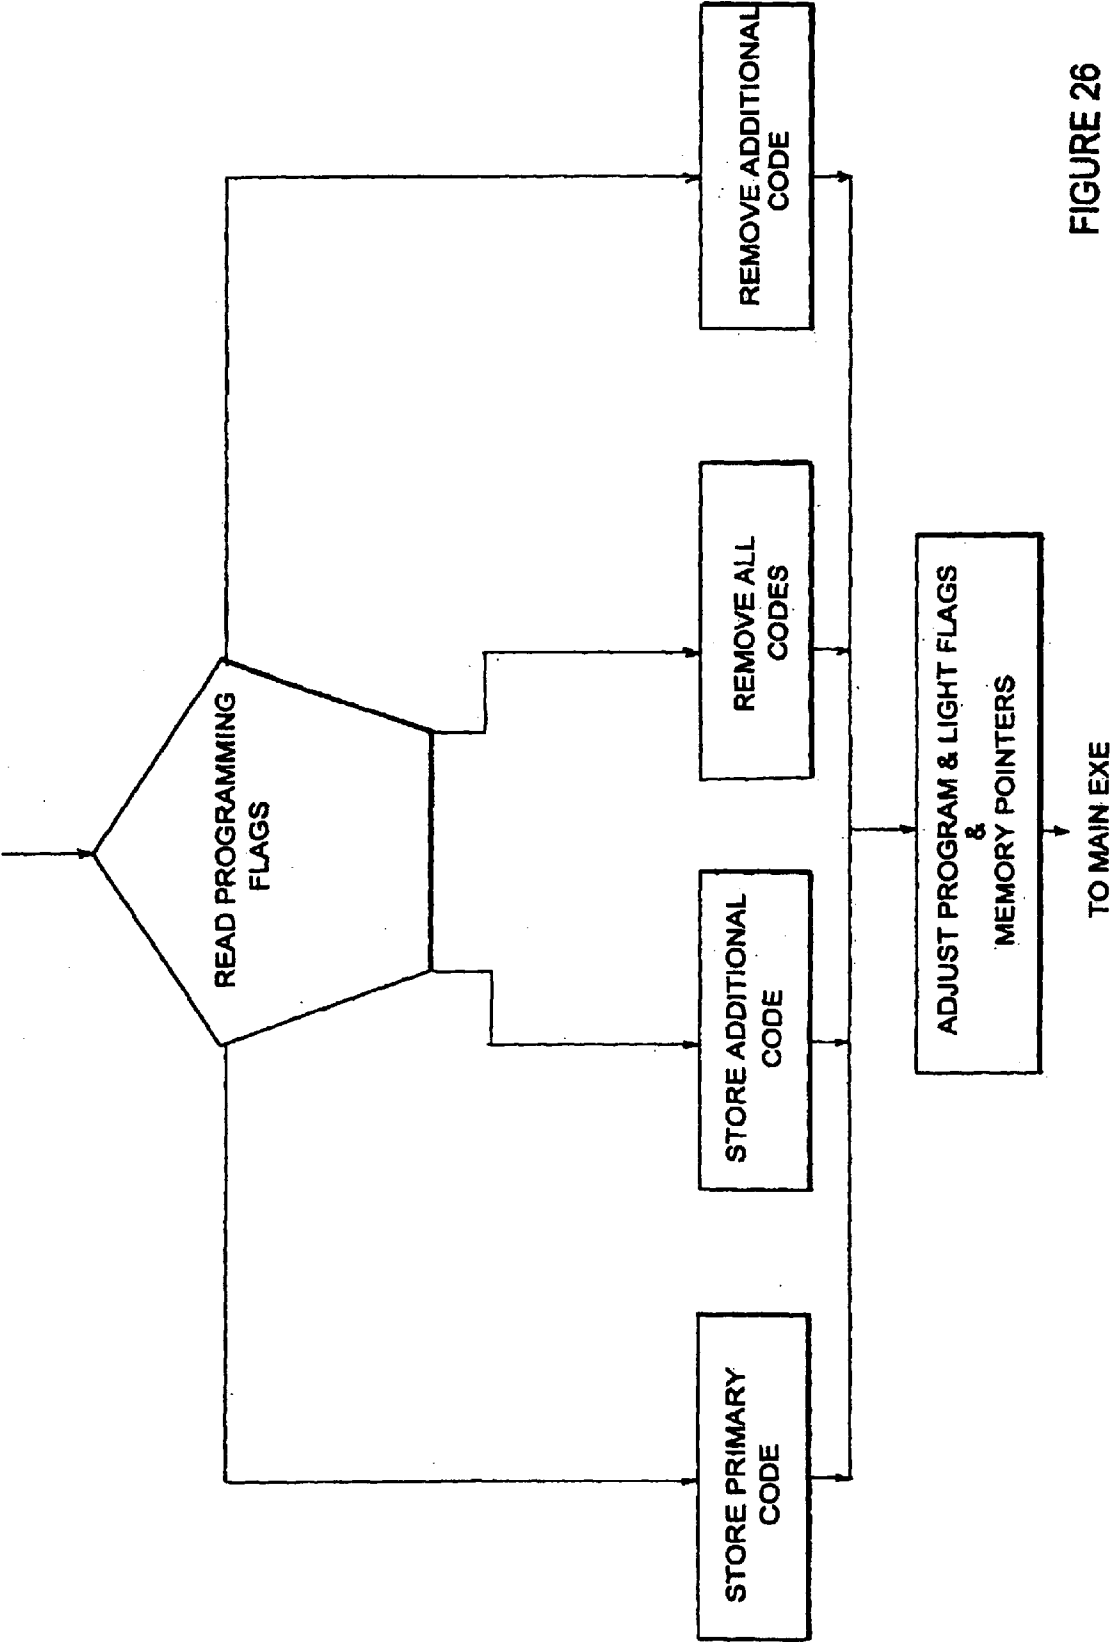 READ PROGRAMMING
FLAGS
STORE PRIMARY
CODE
STORE ADDITIONAL
CODE
REMOVE ALL
CODES
REMOVE ADDITIONAL
CODE
ADJUST PROGRAM & LIGHT FLAGS
&
MEMORY POINTERS
TO MAIN EXE
FIGURE 26